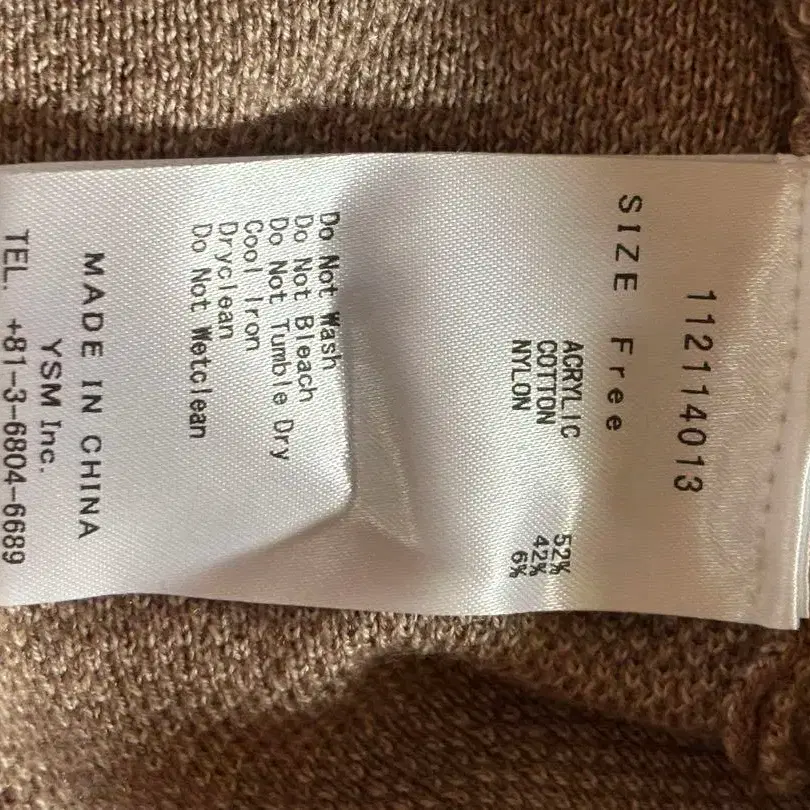 112114013
SIZE Free
ACRYLIC 52%
COTTON 42%
NYLON 6%
Do Not Wash
Do Not Bleach
Do Not Tumble Dry
Cool Iron
Dryclean
Do Not Wetclean
MADE IN CHINA
YSM Inc.
TEL. +81-3-6804-6689